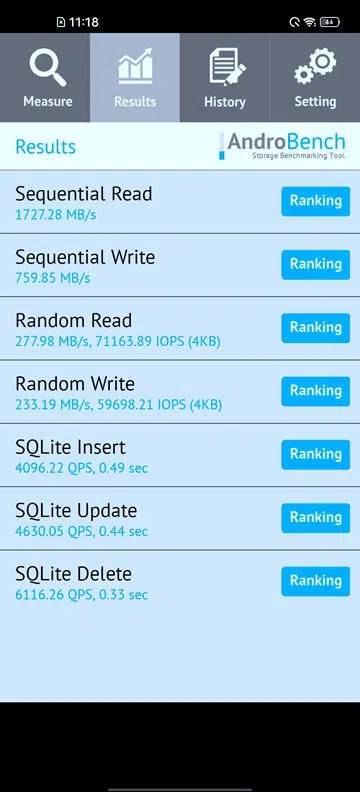 11:18
44
Measure
Results
History
Setting
Results
AndroBench
Storage Benchmarking Tool
Sequential Read
1727.28 MB/s
Ranking
Sequential Write
759.85 MB/s
Ranking
Random Read
277.98 MB/s, 71163.89 IOPS (4KB)
Ranking
Random Write
233.19 MB/s, 59698.21 IOPS (4KB)
Ranking
SQLite Insert
4096.22 QPS, 0.49 sec
Ranking
SQLite Update
4630.05 QPS, 0.44 sec
Ranking
SQLite Delete
6116.26 QPS, 0.33 sec
Ranking